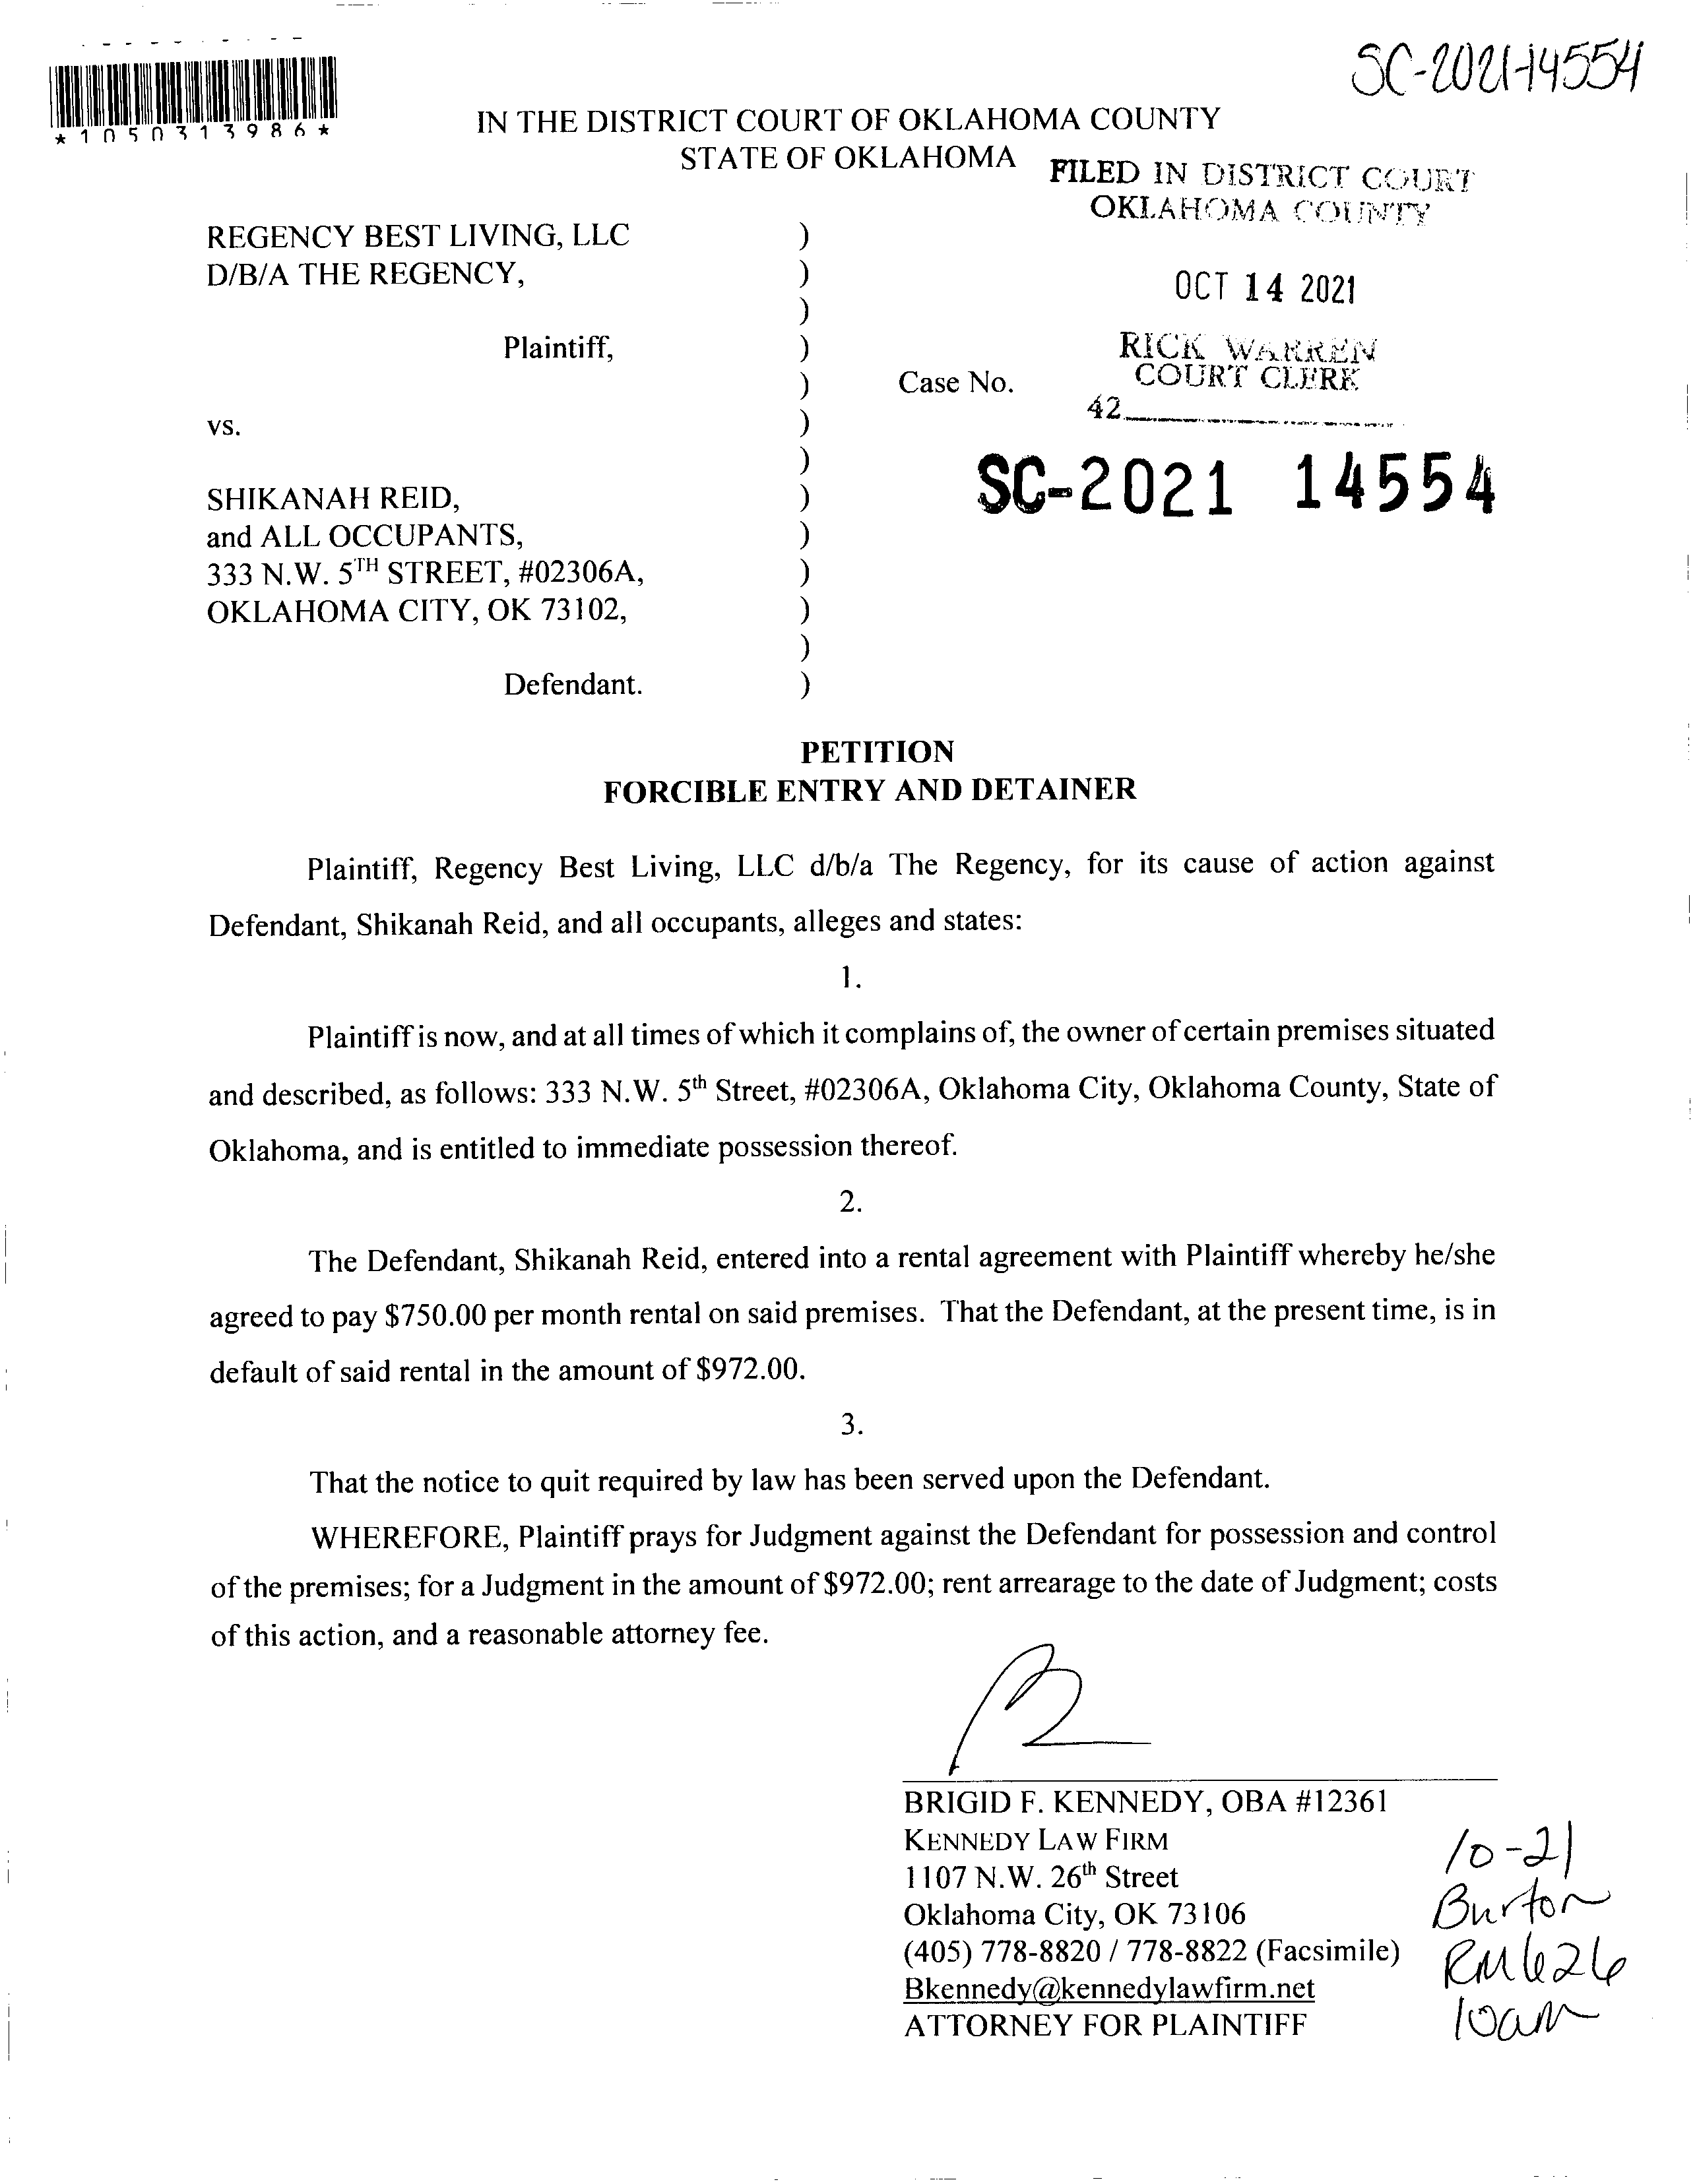 SC-2021-14554
*1050313986*
IN THE DISTRICT COURT OF OKLAHOMA COUNTY
STATE OF OKLAHOMA
FILED IN DISTRICT COURT
OKLAHOMA COUNTY
OCT 14 2021
RICK WARREN
COURT CLERK
42
REGENCY BEST LIVING, LLC )
D/B/A THE REGENCY, )
)
Plaintiff, )
) Case No.
vs. )
) SC-2021 14554
SHIKANAH REID, )
and ALL OCCUPANTS, )
333 N.W. 5TH STREET, #02306A, )
OKLAHOMA CITY, OK 73102, )
)
Defendant. )
PETITION
FORCIBLE ENTRY AND DETAINER
Plaintiff, Regency Best Living, LLC d/b/a The Regency, for its cause of action against
Defendant, Shikanah Reid, and all occupants, alleges and states:
1.
Plaintiff is now, and at all times of which it complains of, the owner of certain premises situated
and described, as follows: 333 N.W. 5th Street, #02306A, Oklahoma City, Oklahoma County, State of
Oklahoma, and is entitled to immediate possession thereof.
2.
The Defendant, Shikanah Reid, entered into a rental agreement with Plaintiff whereby he/she
agreed to pay $750.00 per month rental on said premises. That the Defendant, at the present time, is in
default of said rental in the amount of $972.00.
3.
That the notice to quit required by law has been served upon the Defendant.
WHEREFORE, Plaintiff prays for Judgment against the Defendant for possession and control
of the premises; for a Judgment in the amount of $972.00; rent arrearage to the date of Judgment; costs
of this action, and a reasonable attorney fee.
BRIGID F. KENNEDY, OBA #12361
KENNEDY LAW FIRM
1107 N.W. 26th Street
Oklahoma City, OK 73106
(405) 778-8820 / 778-8822 (Facsimile)
Bkennedy@kennedylawfirm.net
ATTORNEY FOR PLAINTIFF
10-21
Burton
RM 626
10am